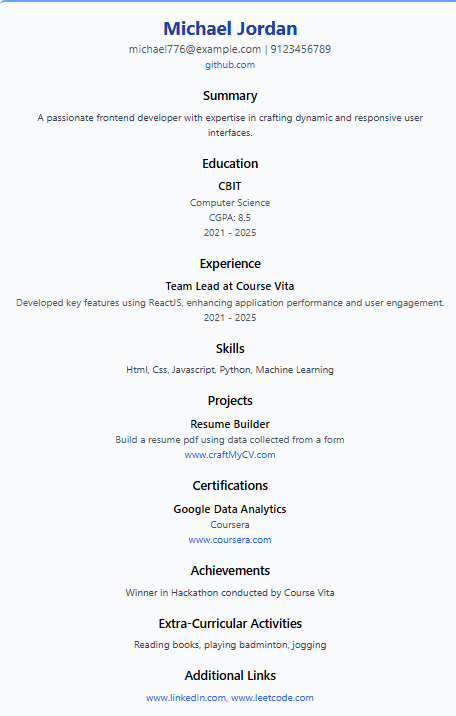 Michael Jordan
michael776@example.com | 9123456789
github.com
Summary
A passionate frontend developer with expertise in crafting dynamic and responsive user
interfaces.
Education
CBIT
Computer Science
CGPA: 8.5
2021 - 2025
Experience
Team Lead at Course Vita
Developed key features using ReactJS, enhancing application performance and user engagement.
2021 - 2025
Skills
Html, Css, Javascript, Python, Machine Learning
Projects
Resume Builder
Build a resume pdf using data collected from a form
www.craftMyCV.com
Certifications
Google Data Analytics
Coursera
www.coursera.com
Achievements
Winner in Hackathon conducted by Course Vita
Extra-Curricular Activities
Reading books, playing badminton, jogging
Additional Links
www.linkedIn.com, www.leetcode.com